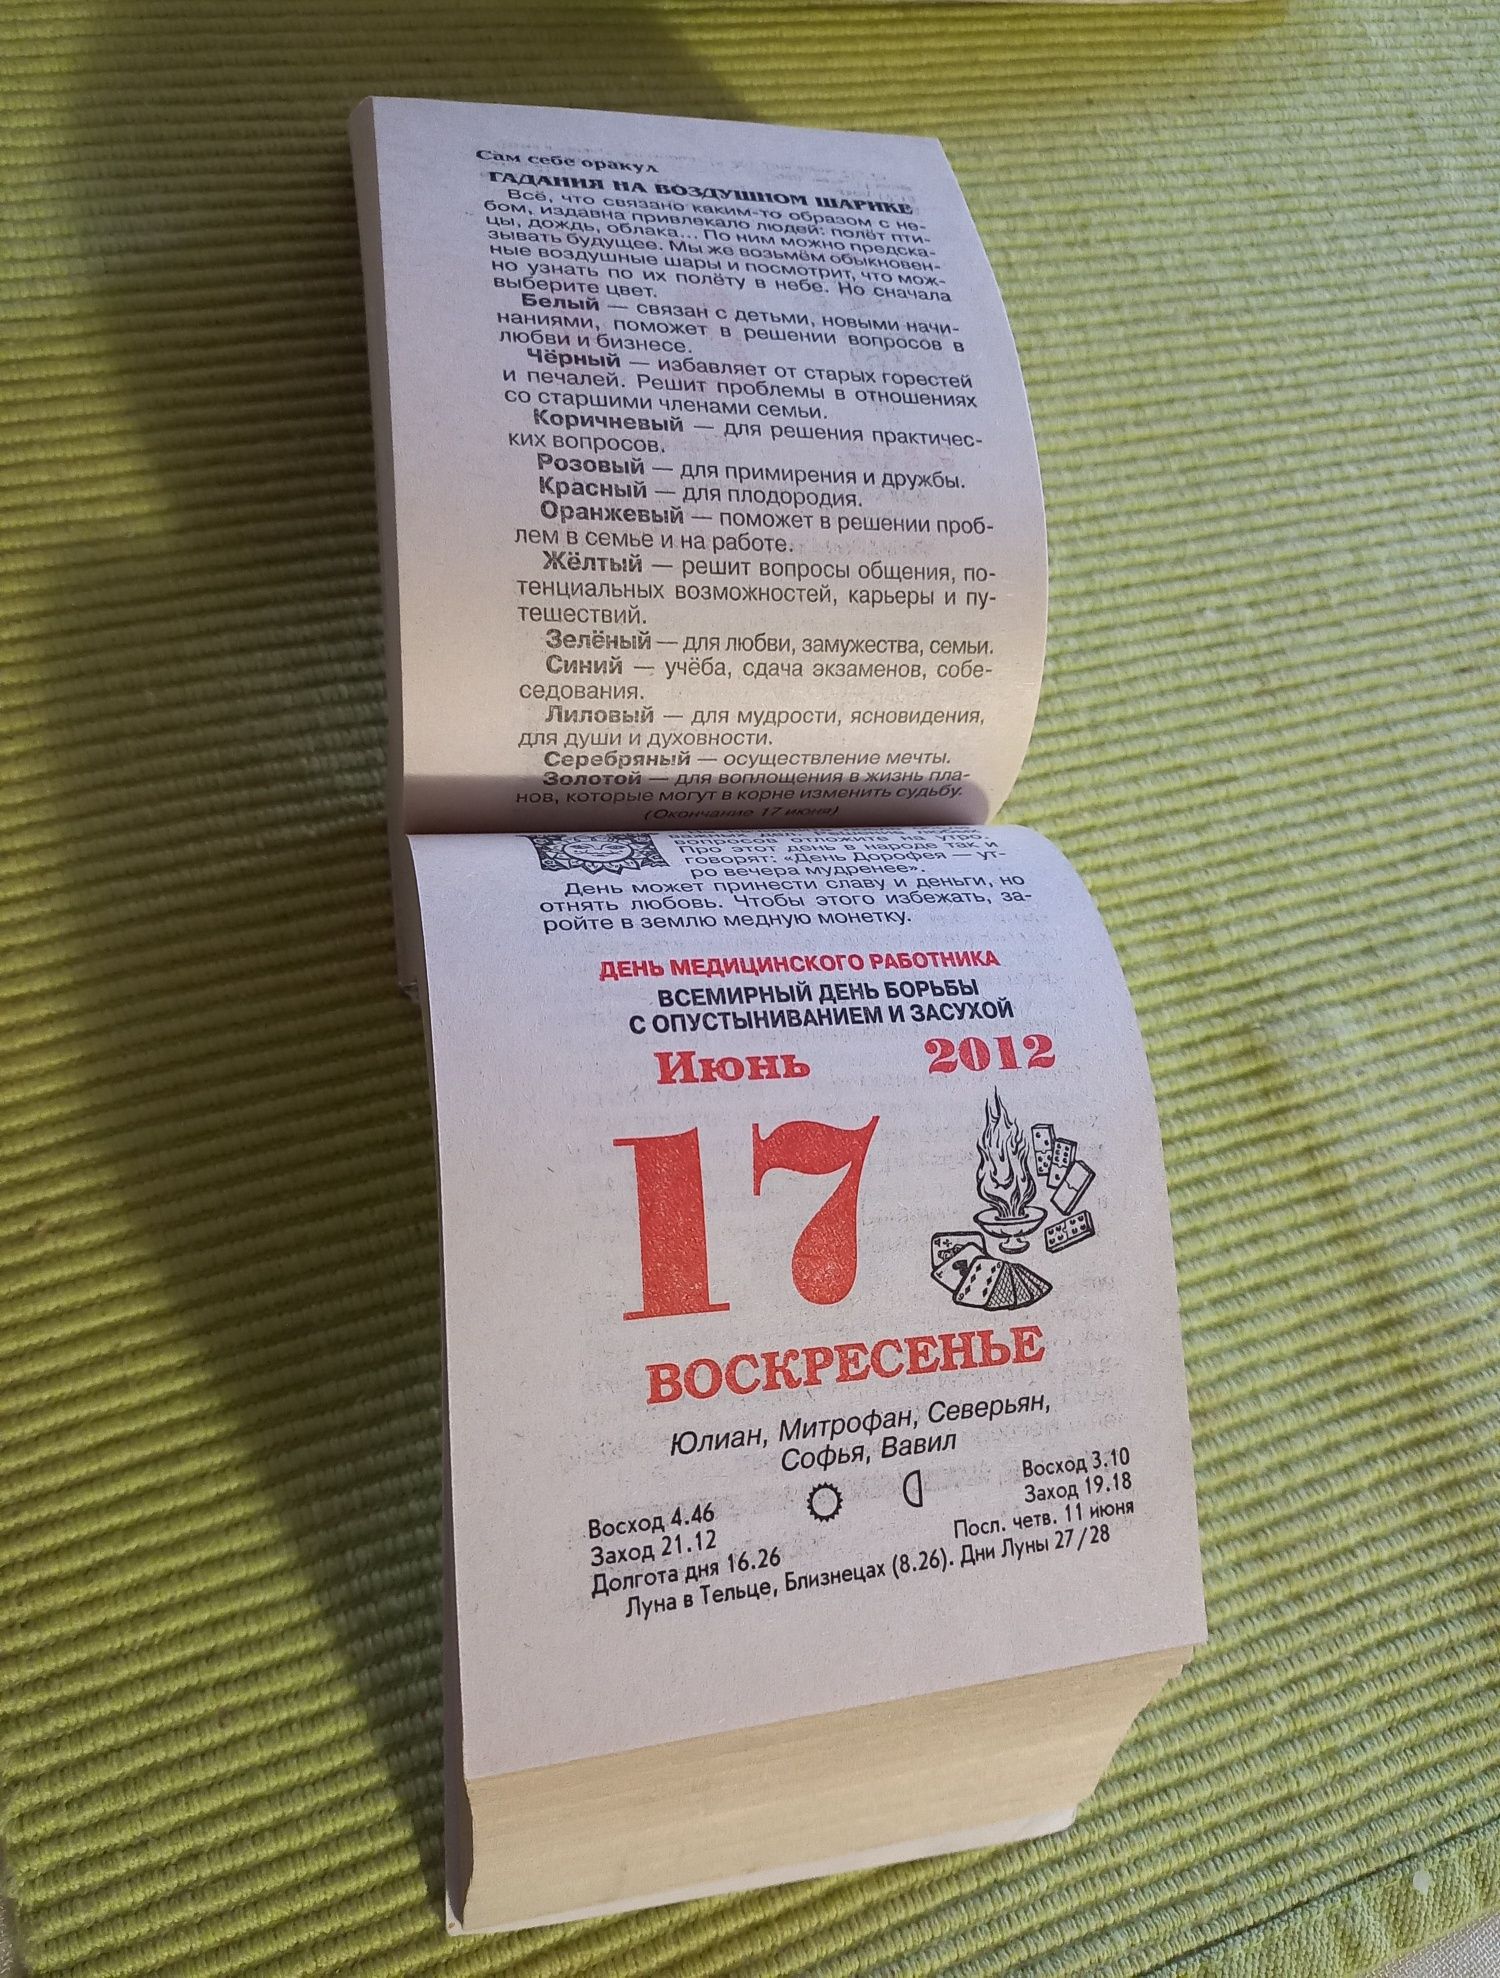 Сам себе оракул
ГАДАНИЯ НА ВОЗДУШНОМ ШАРИКЕ
Всё, что связано каким-то образом с не-
бом, издавна привлекало людей: полёт пти-
цы, дождь, облака... По ним можно предска-
зывать будущее. Мы же возьмём обыкновен-
ные воздушные шары и посмотрит, что мож-
но узнать по их полёту в небе. Но сначала
выберите цвет.
Белый — связан с детьми, новыми начи-
наниями, поможет в решении вопросов в
любви и бизнесе.
Чёрный — избавляет от старых горестей
и печалей. Решит проблемы в отношениях
со старшими членами семьи.
Коричневый — для решения практичес-
ких вопросов.
Розовый — для примирения и дружбы.
Красный — для плодородия.
Оранжевый — поможет в решении проб-
лем в семье и на работе.
Жёлтый — решит вопросы общения, по-
тенциальных возможностей, карьеры и пу-
тешествий.
Зелёный — для любви, замужества, семьи.
Синий — учёба, сдача экзаменов, собе-
седования.
Лиловый — для мудрости, ясновидения,
для души и духовности.
Серебряный — осуществление мечты.
Золотой — для воплощения в жизнь пла-
нов, которые могут в корне изменить судьбу.
(Окончание 17 июня)
вопросов отложите на утро.
Про этот день в народе так и
говорят: «День Дорофея — ут-
ро вечера мудренее».
День может принести славу и деньги, но
отнять любовь. Чтобы этого избежать, за-
ройте в землю медную монетку.
ДЕНЬ МЕДИЦИНСКОГО РАБОТНИКА
ВСЕМИРНЫЙ ДЕНЬ БОРЬБЫ
С ОПУСТЫНИВАНИЕМ И ЗАСУХОЙ
Июнь 2012
17
ВОСКРЕСЕНЬЕ
Юлиан, Митрофан, Северьян,
Софья, Вавил
Восход 4.46 Восход 3.10
Заход 21.12 Заход 19.18
Долгота дня 16.26 Посл. четв. 11 июня
Луна в Тельце, Близнецах (8.26). Дни Луны 27/28